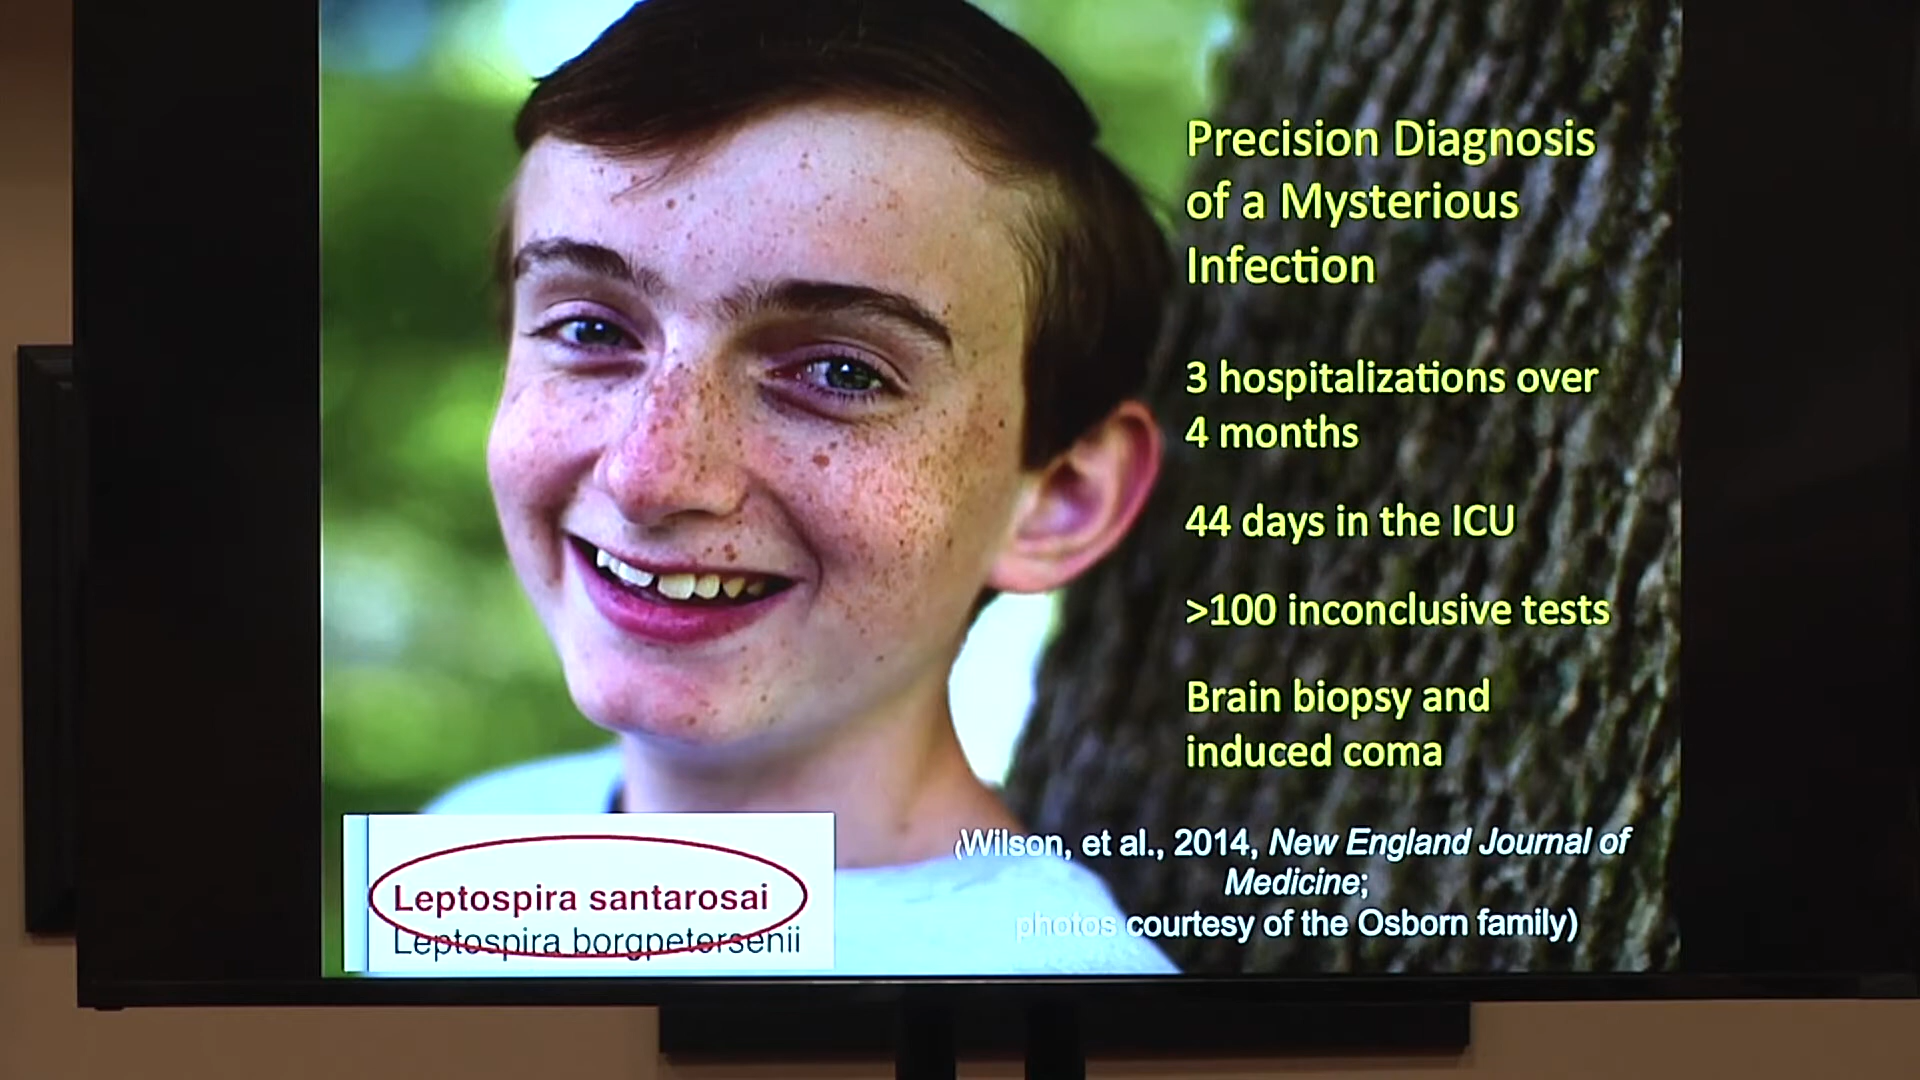 Precision Diagnosis
of a Mysterious
Infection
3 hospitalizations over
4 months
44 days in the ICU
>100 inconclusive tests
Brain biopsy and
induced coma
(Wilson, et al., 2014, New England Journal of
Medicine;
photos courtesy of the Osborn family)
Leptospira santarosai
Leptospira borgpetersenii